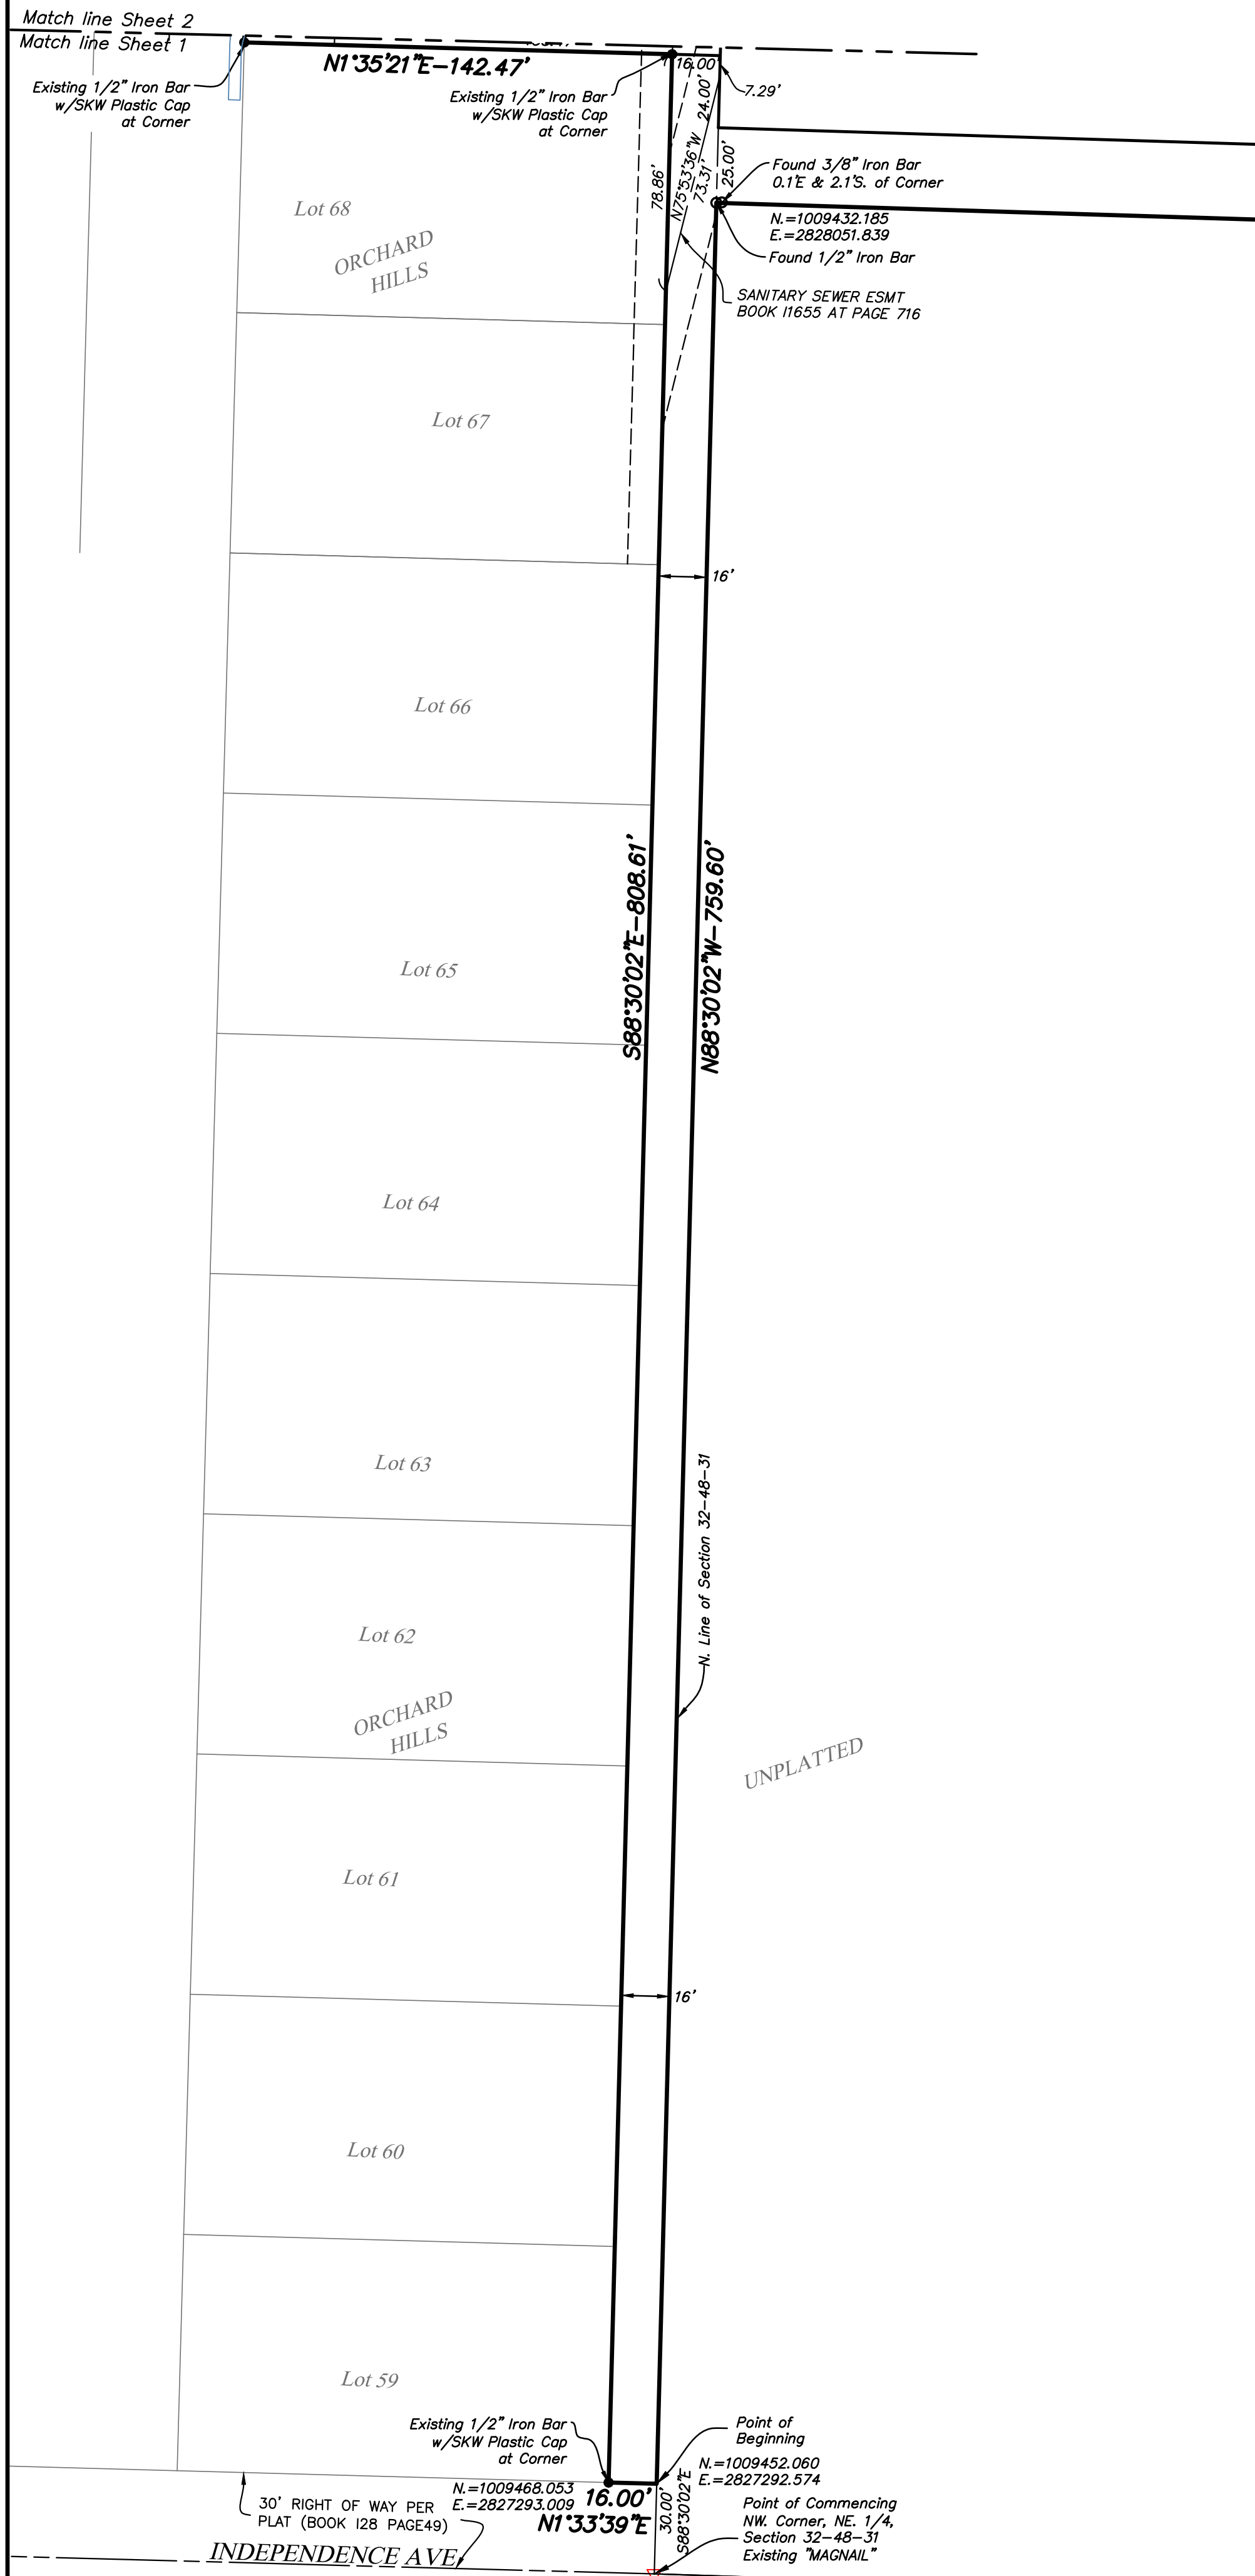 Match line Sheet 2
Match line Sheet 1
N1°35'21"E-142.47'
Existing 1/2" Iron Bar
w/SKW Plastic Cap
at Corner
Existing 1/2" Iron Bar
w/SKW Plastic Cap
at Corner
16.00'
7.29'
24.00'
25.00'
N75°53'36"W
73.31'
78.86'
Found 3/8" Iron Bar
0.1'E & 2.1'S. of Corner
N.=1009432.185
E.=2828051.839
Found 1/2" Iron Bar
SANITARY SEWER ESMT
BOOK I1655 AT PAGE 716
Lot 68
ORCHARD
HILLS
Lot 67
16'
Lot 66
S88°30'02"E-808.61'
N88°30'02"W-759.60'
Lot 65
Lot 64
Lot 63
N. Line of Section 32-48-31
Lot 62
ORCHARD
HILLS
UNPLATTED
Lot 61
16'
Lot 60
Lot 59
Existing 1/2" Iron Bar
w/SKW Plastic Cap
at Corner
Point of
Beginning
N.=1009452.060
E.=2827292.574
N.=1009468.053
E.=2827293.009
16.00'
N1°33'39"E
30.00'
S88°30'02"E
Point of Commencing
NW. Corner, NE. 1/4,
Section 32-48-31
Existing "MAGNAIL"
30' RIGHT OF WAY PER
PLAT (BOOK I28 PAGE49)
INDEPENDENCE AVE